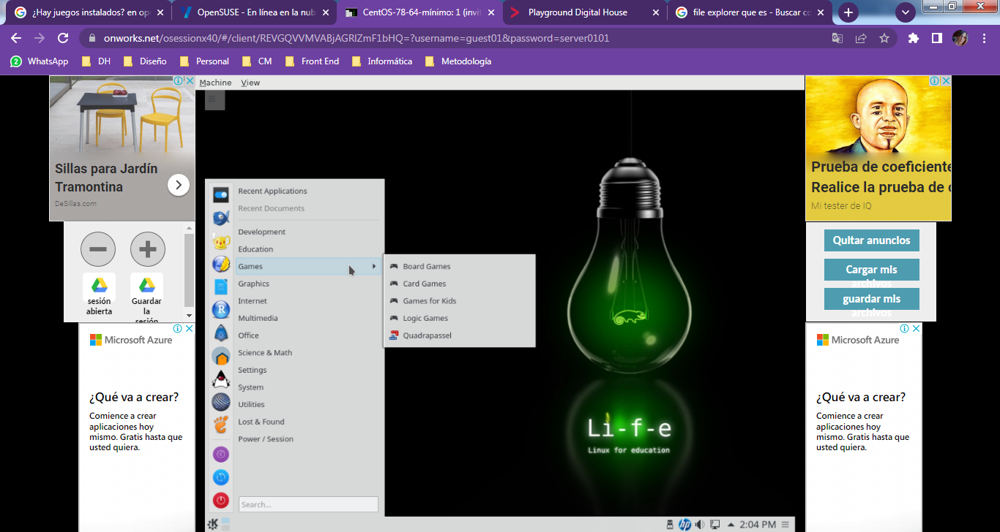 ¿Hay juegos instalados? en op
OpenSUSE - En línea en la nub
CentOS-78-64-mínimo: 1 (invit
Playground Digital House
file explorer que es - Buscar co
onworks.net/osessionx40/#/client/REVGQVVMVABjAGRlZmF1bHQ=?username=guest01&password=server0101
WhatsApp
DH
Diseño
Personal
CM
Front End
Informática
Metodología
Machine View
Sillas para Jardín
Tramontina
DeSillas.com
sesión
abierta
Guardar
la
sesión
Microsoft Azure
¿Qué va a crear?
Comience a crear
aplicaciones hoy
mismo. Gratis hasta que
usted quiera.
Recent Applications
Recent Documents
Development
Education
Games
Graphics
Internet
Multimedia
Office
Science & Math
Settings
System
Utilities
Lost & Found
Power / Session
Search...
Board Games
Card Games
Games for Kids
Logic Games
Quadrapassel
Li-f-e
Linux for education
hp
2:04 PM
Prueba de coeficiente
Realice la prueba de c
Mi tester de IQ
Quitar anuncios
Cargar mis
archivos
guardar mis
archivos
Microsoft Azure
¿Qué va a crear?
Comience a crear
aplicaciones hoy
mismo. Gratis hasta que
usted quiera.